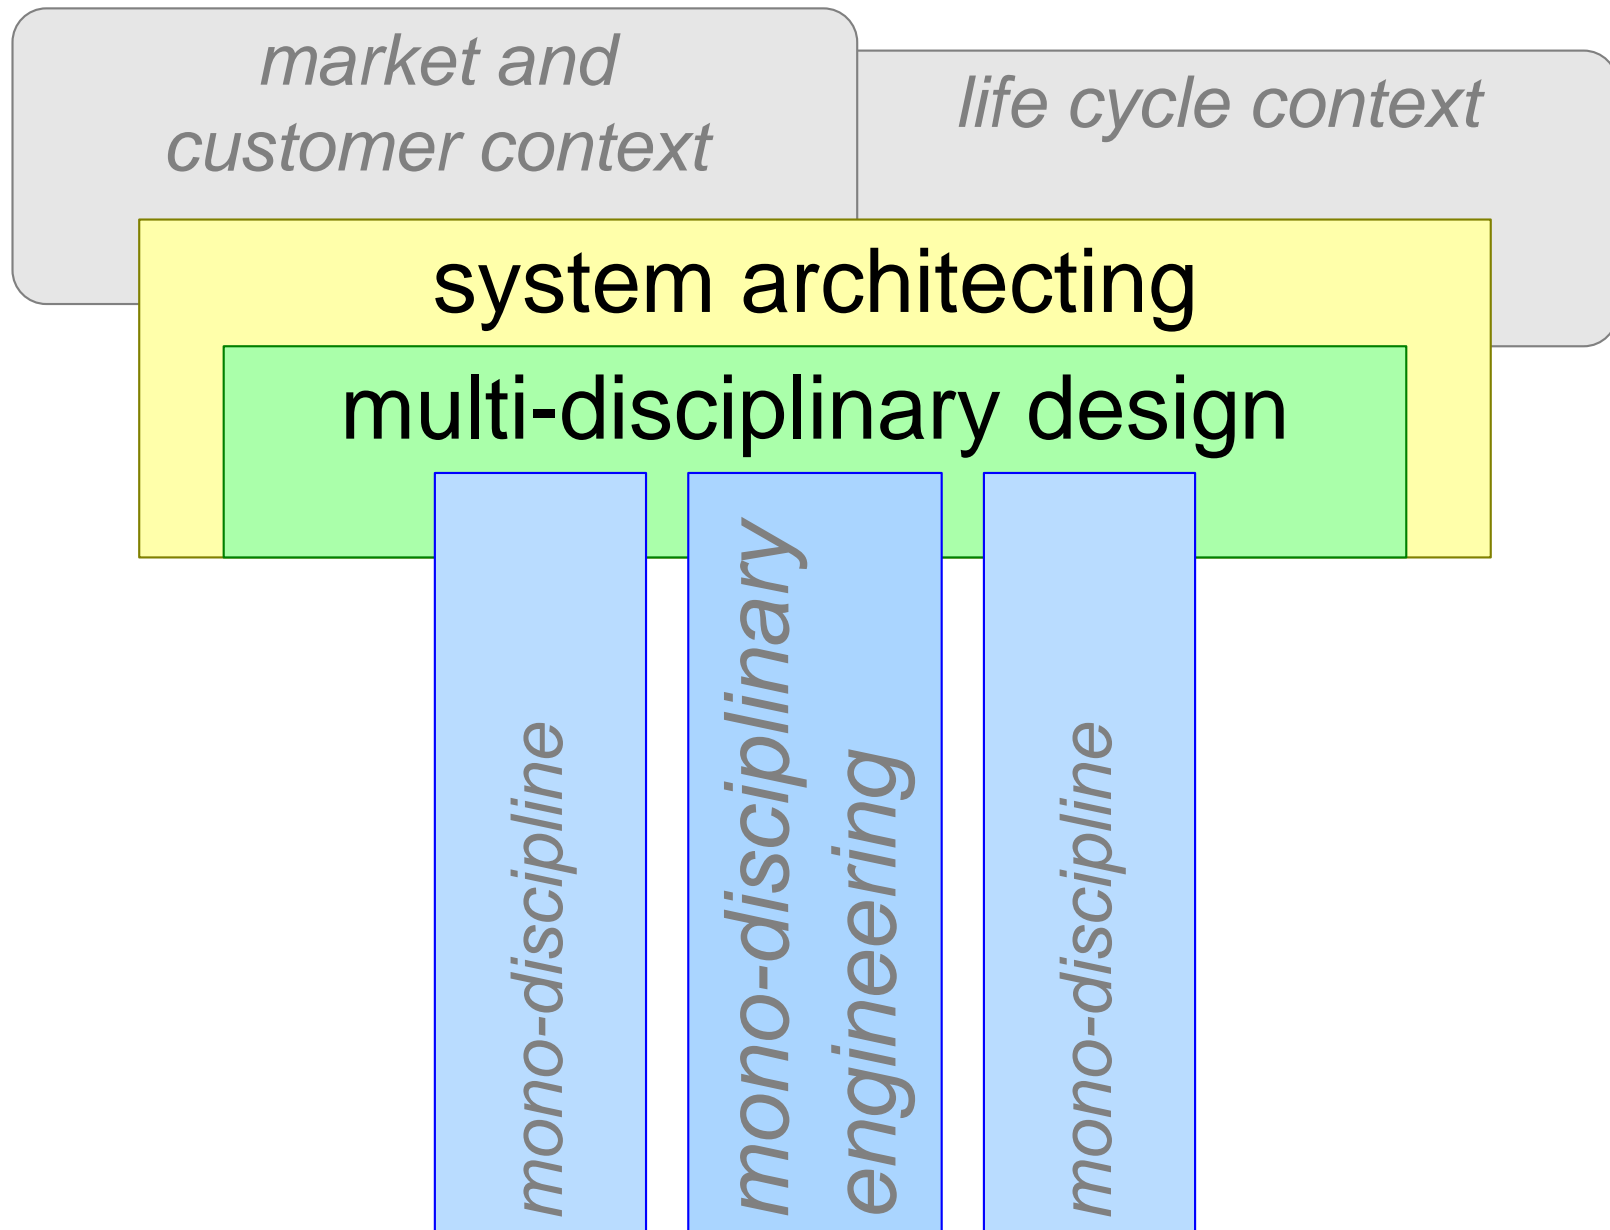 market and
customer context
life cycle context
system architecting
multi-disciplinary design
mono-discipline
mono-disciplinary
engineering
mono-discipline